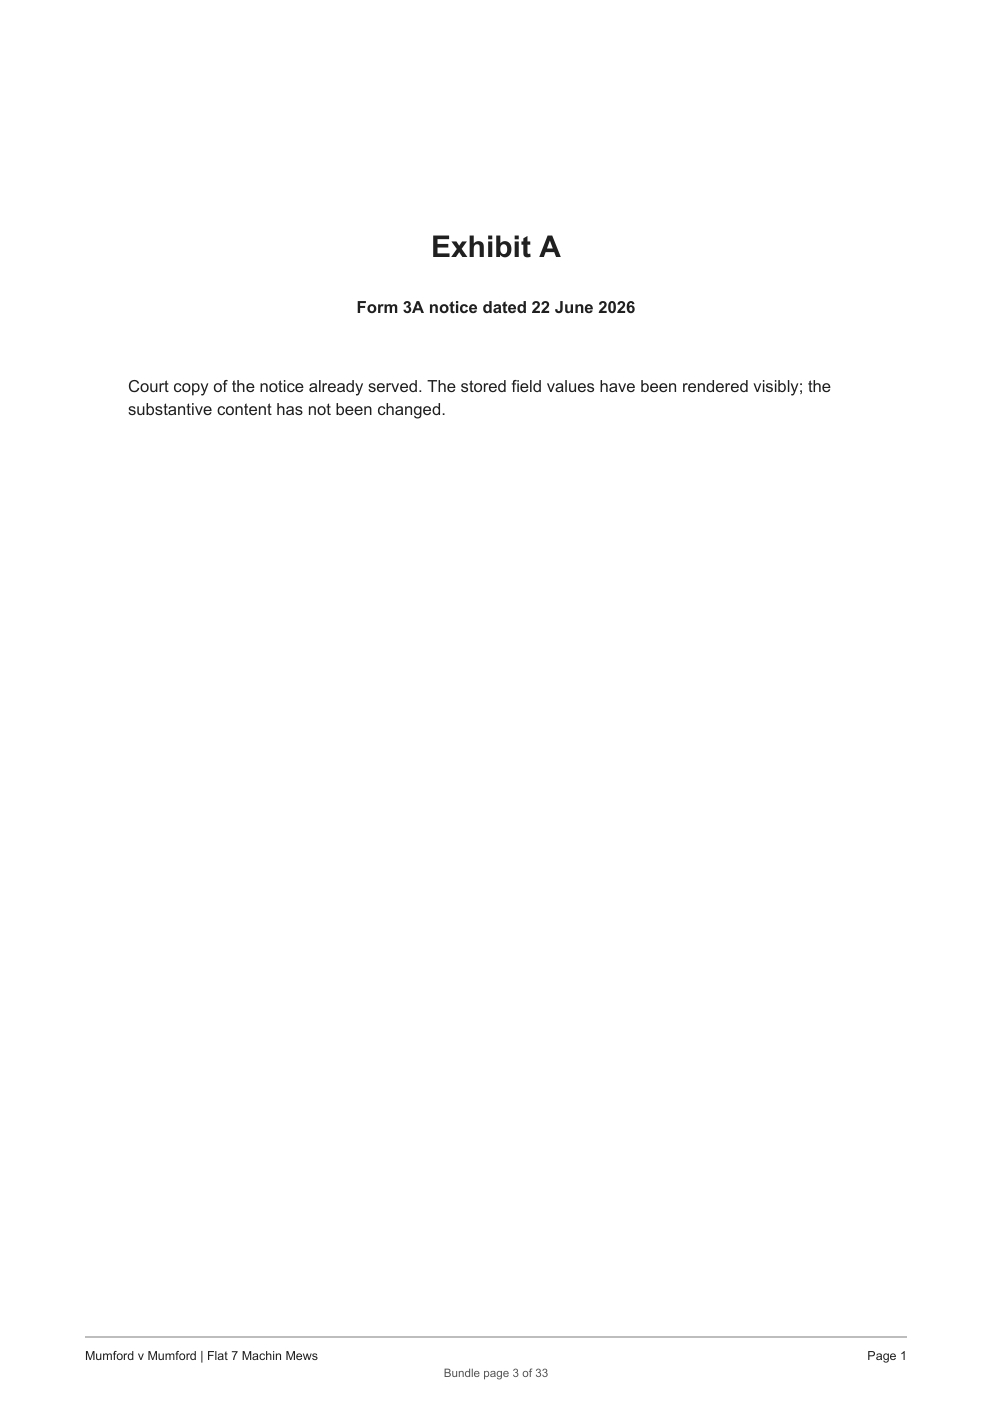 Exhibit A
Form 3A notice dated 22 June 2026
Court copy of the notice already served. The stored field values have been rendered visibly; the
substantive content has not been changed.
Mumford v Mumford | Flat 7 Machin Mews
Page 1
Bundle page 3 of 33